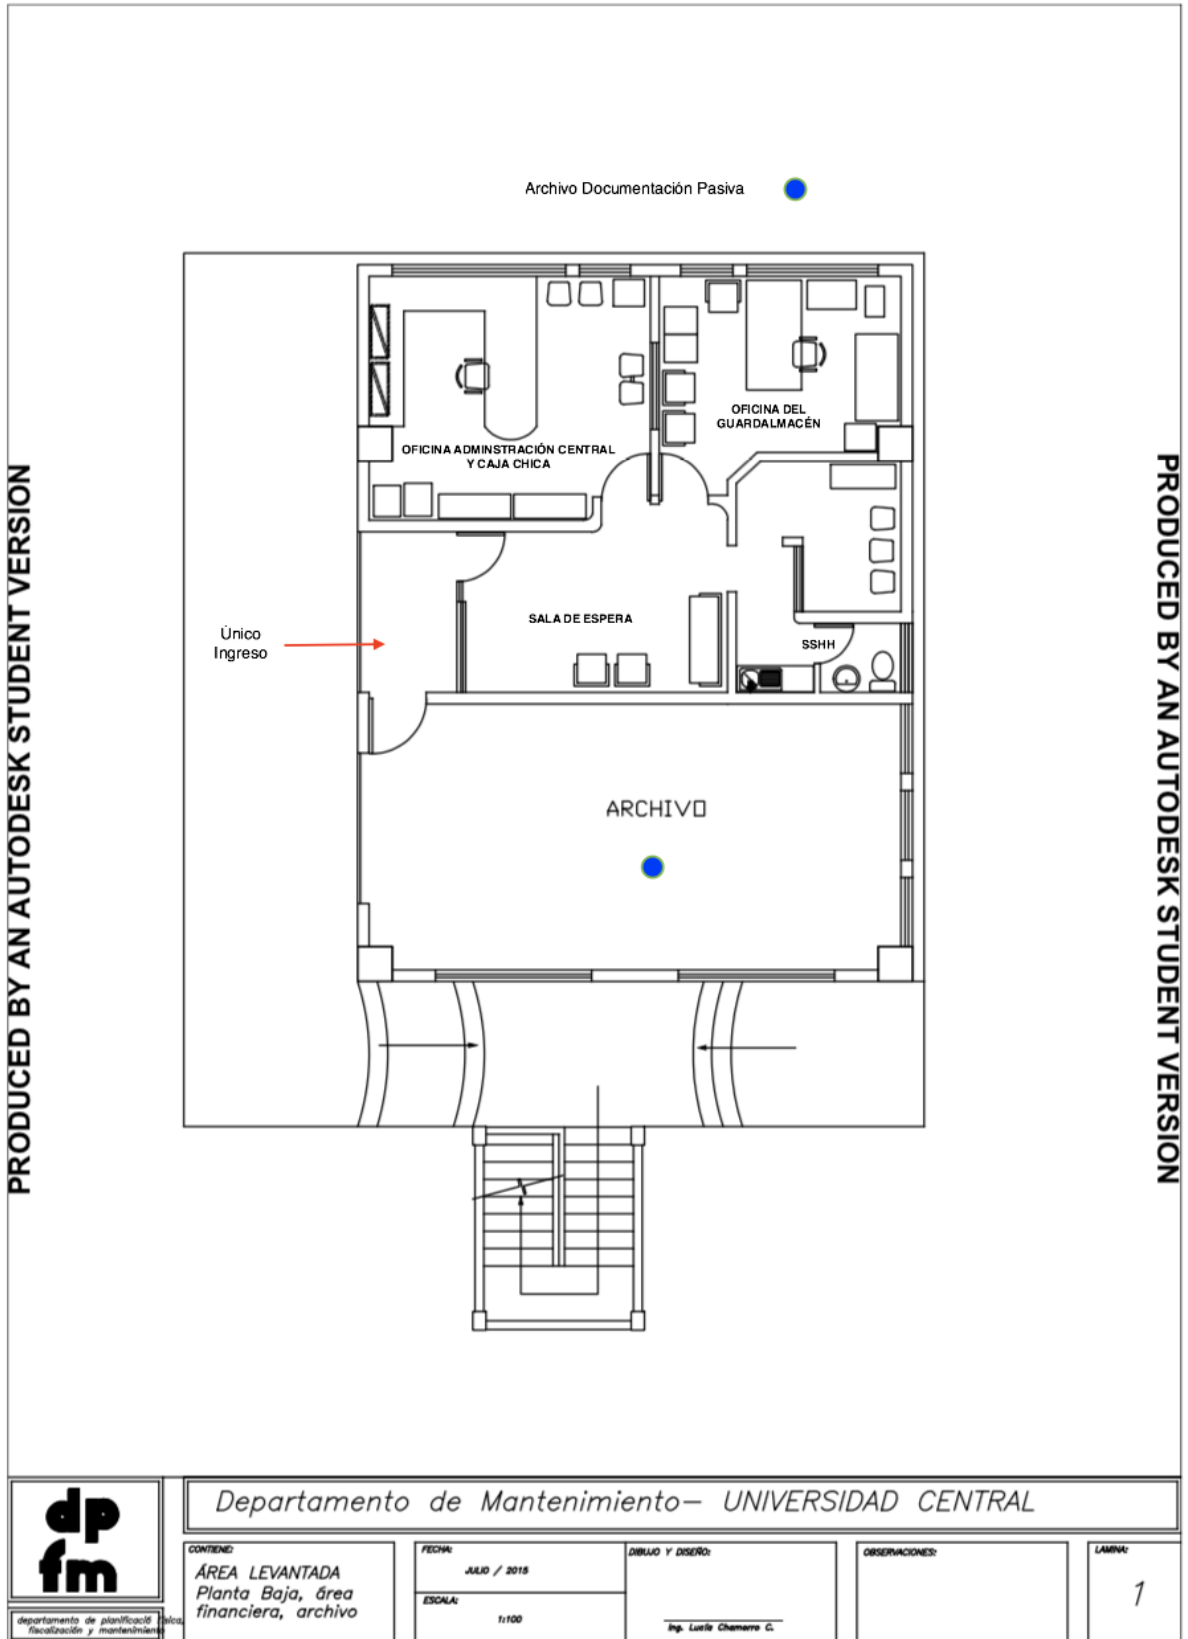 Archivo Documentación Pasiva
OFICINA DEL
GUARDALMACÉN
OFICINA ADMINSTRACIÓN CENTRAL
Y CAJA CHICA
SALA DE ESPERA
SSHH
Único
Ingreso
ARCHIVO
PRODUCED BY AN AUTODESK STUDENT VERSION
PRODUCED BY AN AUTODESK STUDENT VERSION
dp
fm
departamento de planificació física,
fiscalización y mantenimiento
Departamento de Mantenimiento— UNIVERSIDAD CENTRAL
CONTIENE:
ÁREA LEVANTADA
Planta Baja, área
financiera, archivo
FECHA:
JULIO / 2015
ESCALA:
1:100
DIBUJO Y DISEÑO:
Ing. Lucía Chamorro C.
OBSERVACIONES:
LAMINA:
1